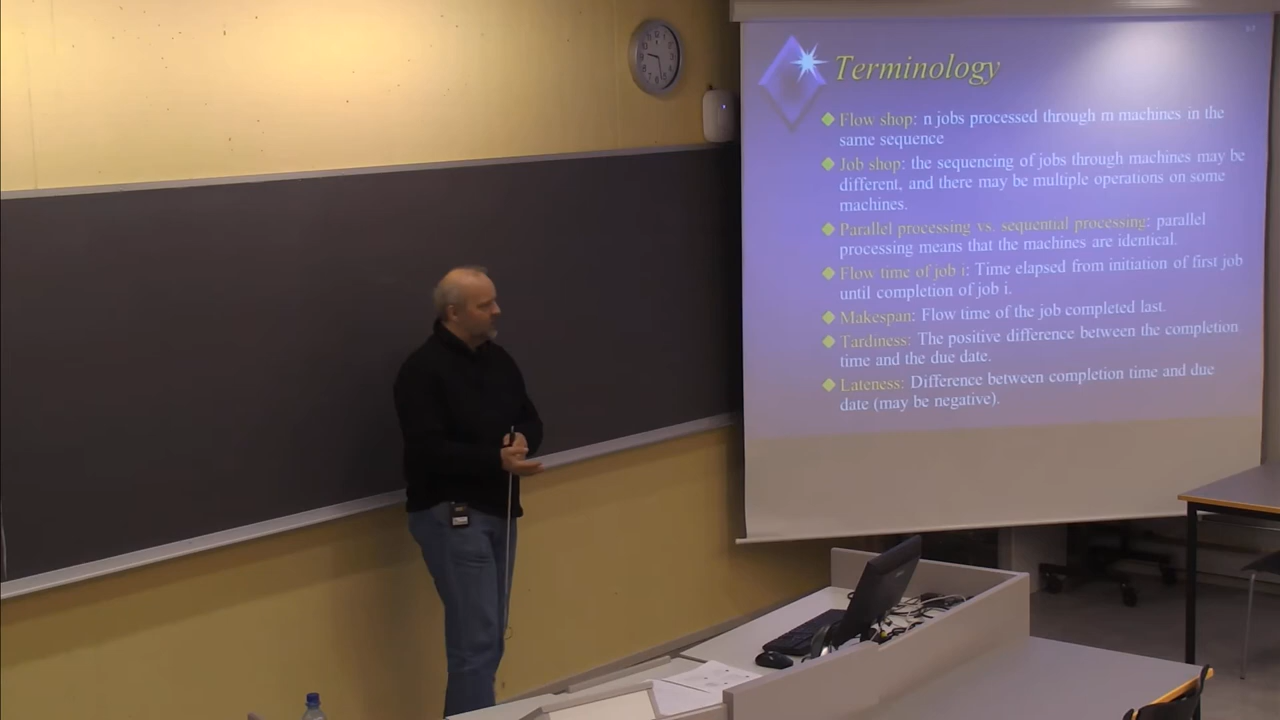 Terminology
Flow shop: n jobs processed through m machines in the
same sequence
Job shop: the sequencing of jobs through machines may be
different, and there may be multiple operations on some
machines.
Parallel processing vs. sequential processing: parallel
processing means that the machines are identical.
Flow time of job i: Time elapsed from initiation of first job
until completion of job i.
Makespan: Flow time of the job completed last.
Tardiness: The positive difference between the completion
time and the due date.
Lateness: Difference between completion time and due
date (may be negative).